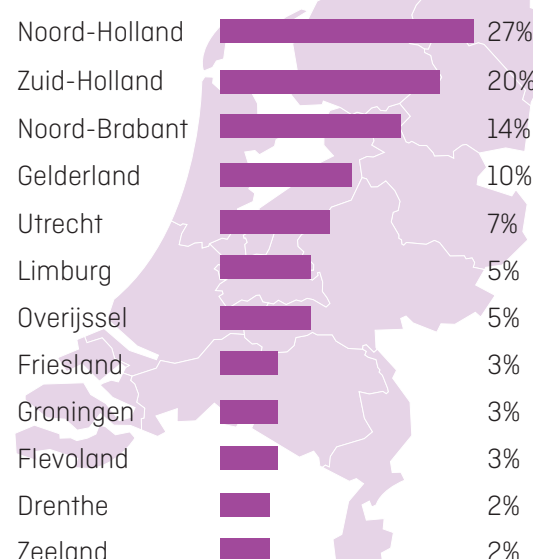 Noord-Holland 27%
Zuid-Holland 20%
Noord-Brabant 14%
Gelderland 10%
Utrecht 7%
Limburg 5%
Overijssel 5%
Friesland 3%
Groningen 3%
Flevoland 3%
Drenthe 2%
Zeeland 2%